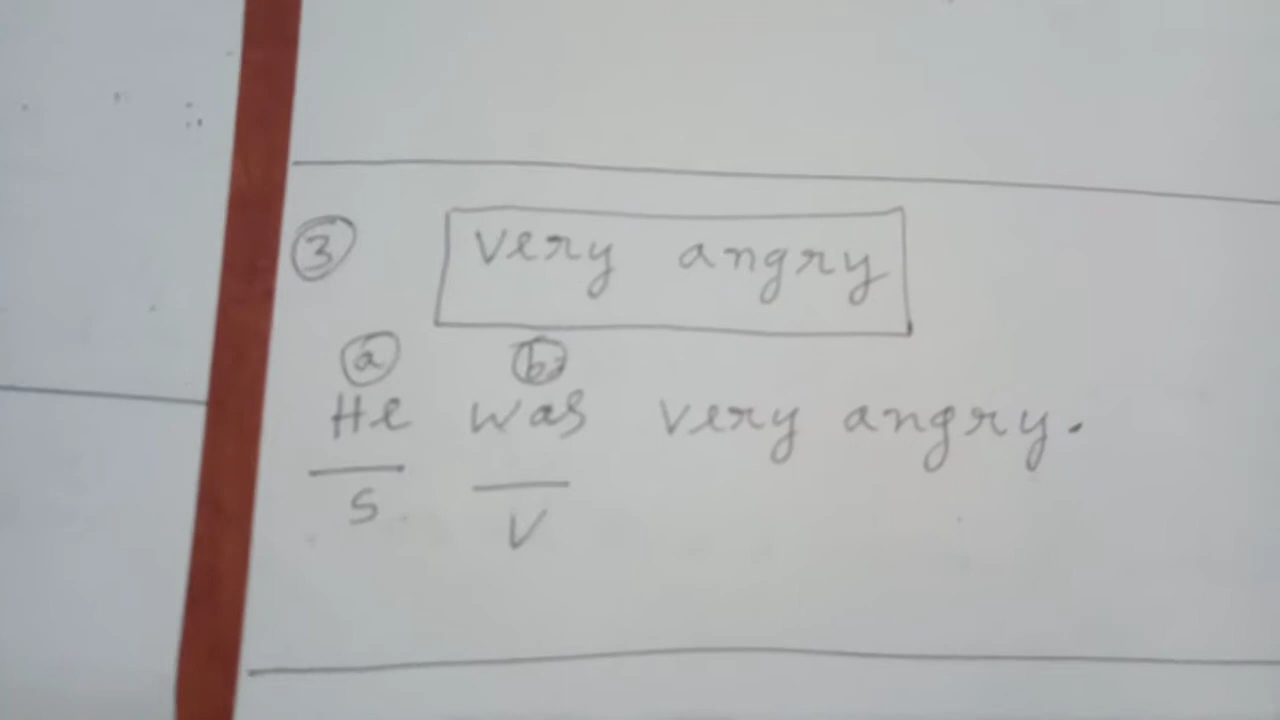 ③ very angry
ⓐ ⓑ
He was very angry.
S V